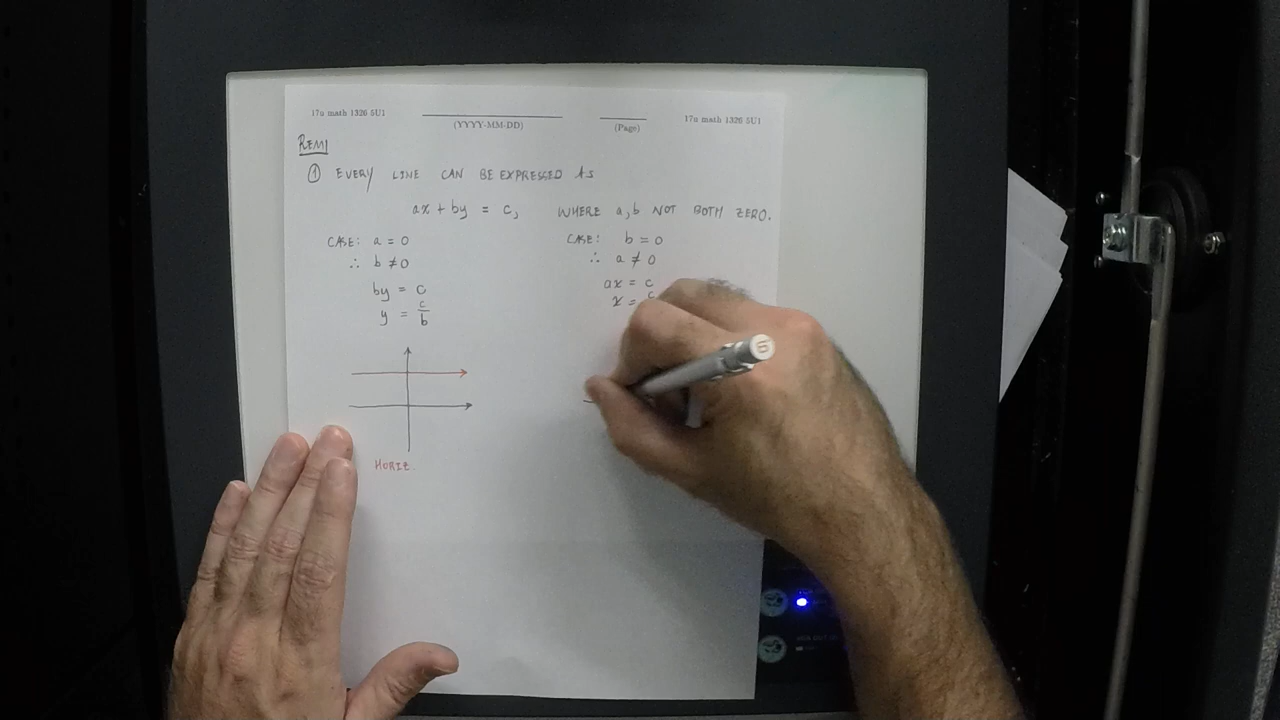 17u math 1326 5U1
(YYYY-MM-DD)
(Page)
17u math 1326 5U1
REM
① EVERY LINE CAN BE EXPRESSED AS
ax + by = c, WHERE a, b NOT BOTH ZERO.
CASE: a = 0
∴ b ≠ 0
by = c
y = c/b
HORIZ.
CASE: b = 0
∴ a ≠ 0
ax = c
x = c